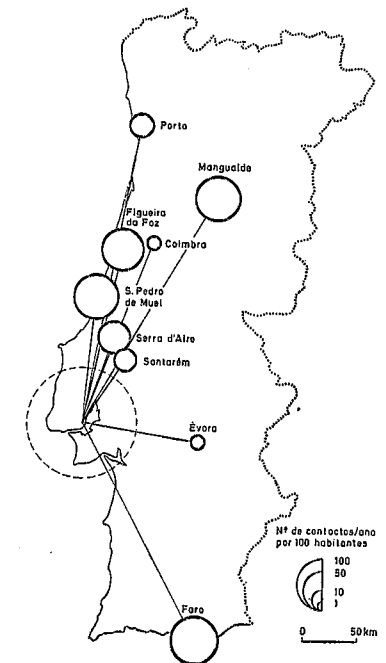 Porto
Mangualde
Figueira
da Foz
Coimbra
S. Pedro
de Muel
Serra d'Aire
Santarém
Évora
Nº de contactos/ano
por 100 habitantes
100
50
10
1
Faro
0 50km